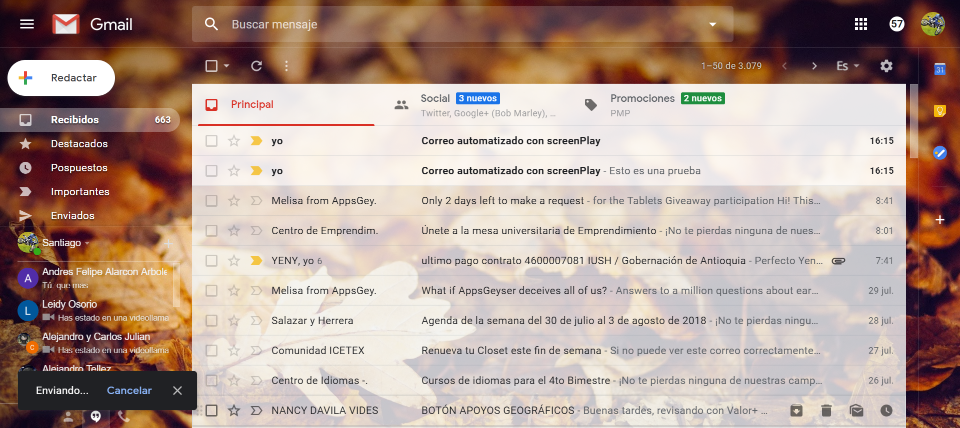 Gmail
Buscar mensaje
57
Redactar
1–50 de 3.079
Es
31
Principal
Social 3 nuevos
Twitter, Google+ (Bob Marley), ...
Promociones 2 nuevos
PMP
Recibidos 663
Destacados
Pospuestos
Importantes
Enviados
Santiago
A Andres Felipe Alarcon Arbole
Tú: que mas
L Leidy Osorio
Has estado en una videollama
Alejandro y Carlos Julian
C Has estado en una videollama
Alejandro Tellez
Enviando... Cancelar
yo Correo automatizado con screenPlay 16:15
yo Correo automatizado con screenPlay - Esto es una prueba 16:15
Melisa from AppsGey. Only 2 days left to make a request - for the Tablets Giveaway participation Hi! This... 8:41
Centro de Emprendim. Únete a la mesa universitaria de Emprendimiento - ¡No te pierdas ninguna de nues... 8:01
YENY, yo 6 ultimo pago contrato 4600007081 IUSH / Gobernación de Antioquia - Perfecto Yen... 7:41
Melisa from AppsGey. What if AppsGeyser deceives all of us? - Answers to a million questions about ear... 29 jul.
Salazar y Herrera Agenda de la semana del 30 de julio al 3 de agosto de 2018 - ¡No te pierdas ningu... 28 jul.
Comunidad ICETEX Renueva tu Closet este fin de semana - Si no puede ver este correo correctamente... 27 jul.
Centro de Idiomas -. Cursos de idiomas para el 4to Bimestre - ¡No te pierdas ninguna de nuestras camp... 26 jul.
NANCY DAVILA VIDES BOTÓN APOYOS GEOGRÁFICOS - Buenas tardes, revisando con Valor+ ...